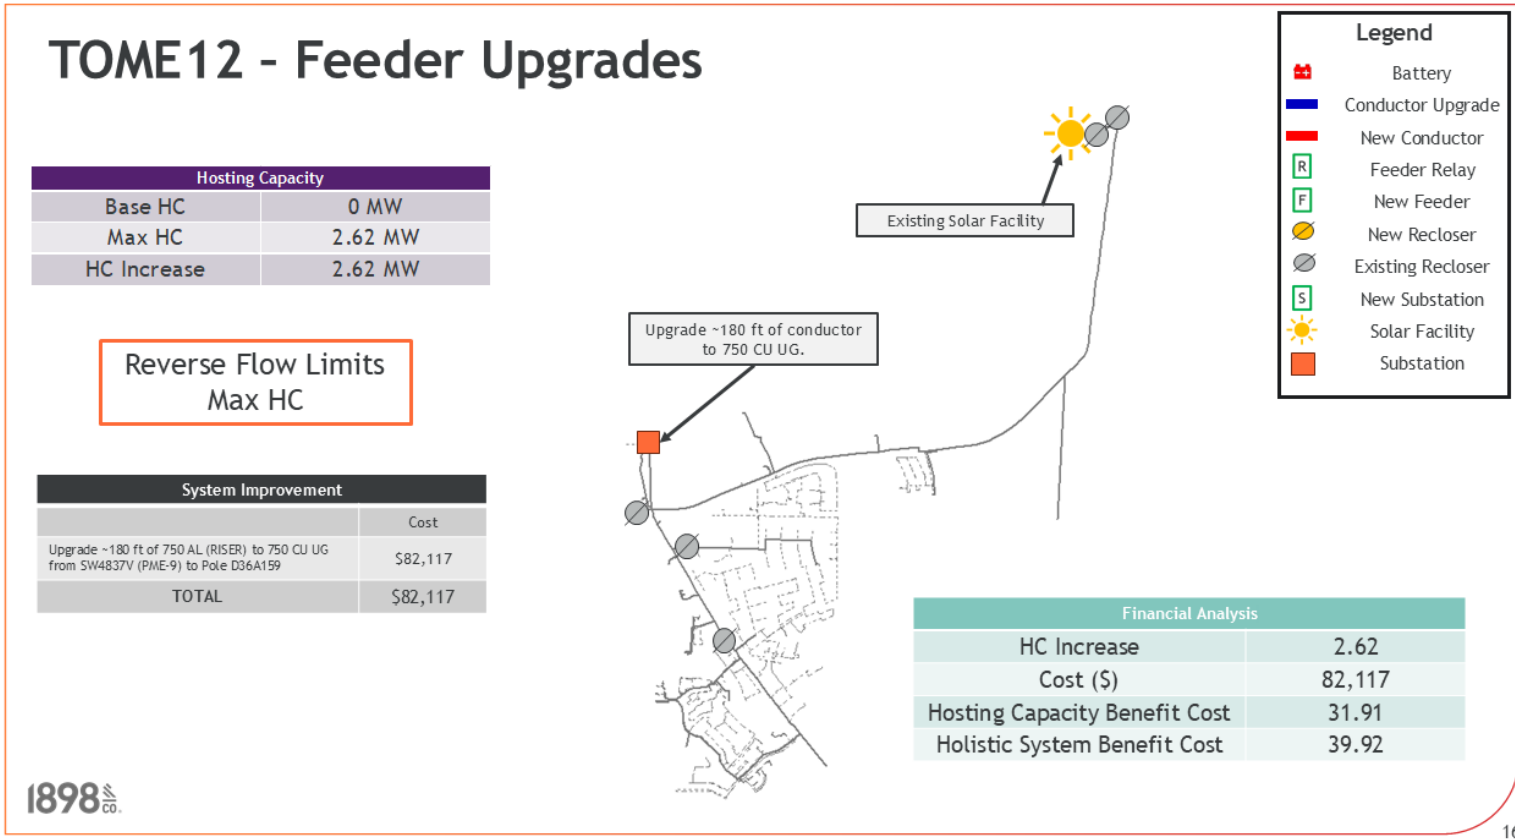 TOME12 – Feeder Upgrades
Hosting Capacity
Base HC 0 MW
Max HC 2.62 MW
HC Increase 2.62 MW
Reverse Flow Limits
Max HC
System Improvement
Cost
Upgrade ~180 ft of 750 AL (RISER) to 750 CU UG
from SW4837V (PME-9) to Pole D36A159
$82,117
TOTAL $82,117
Existing Solar Facility
Upgrade ~180 ft of conductor
to 750 CU UG.
Legend
Battery
Conductor Upgrade
New Conductor
R Feeder Relay
F New Feeder
New Recloser
Existing Recloser
S New Substation
Solar Facility
Substation
Financial Analysis
HC Increase 2.62
Cost ($) 82,117
Hosting Capacity Benefit Cost 31.91
Holistic System Benefit Cost 39.92
1898 & CO.